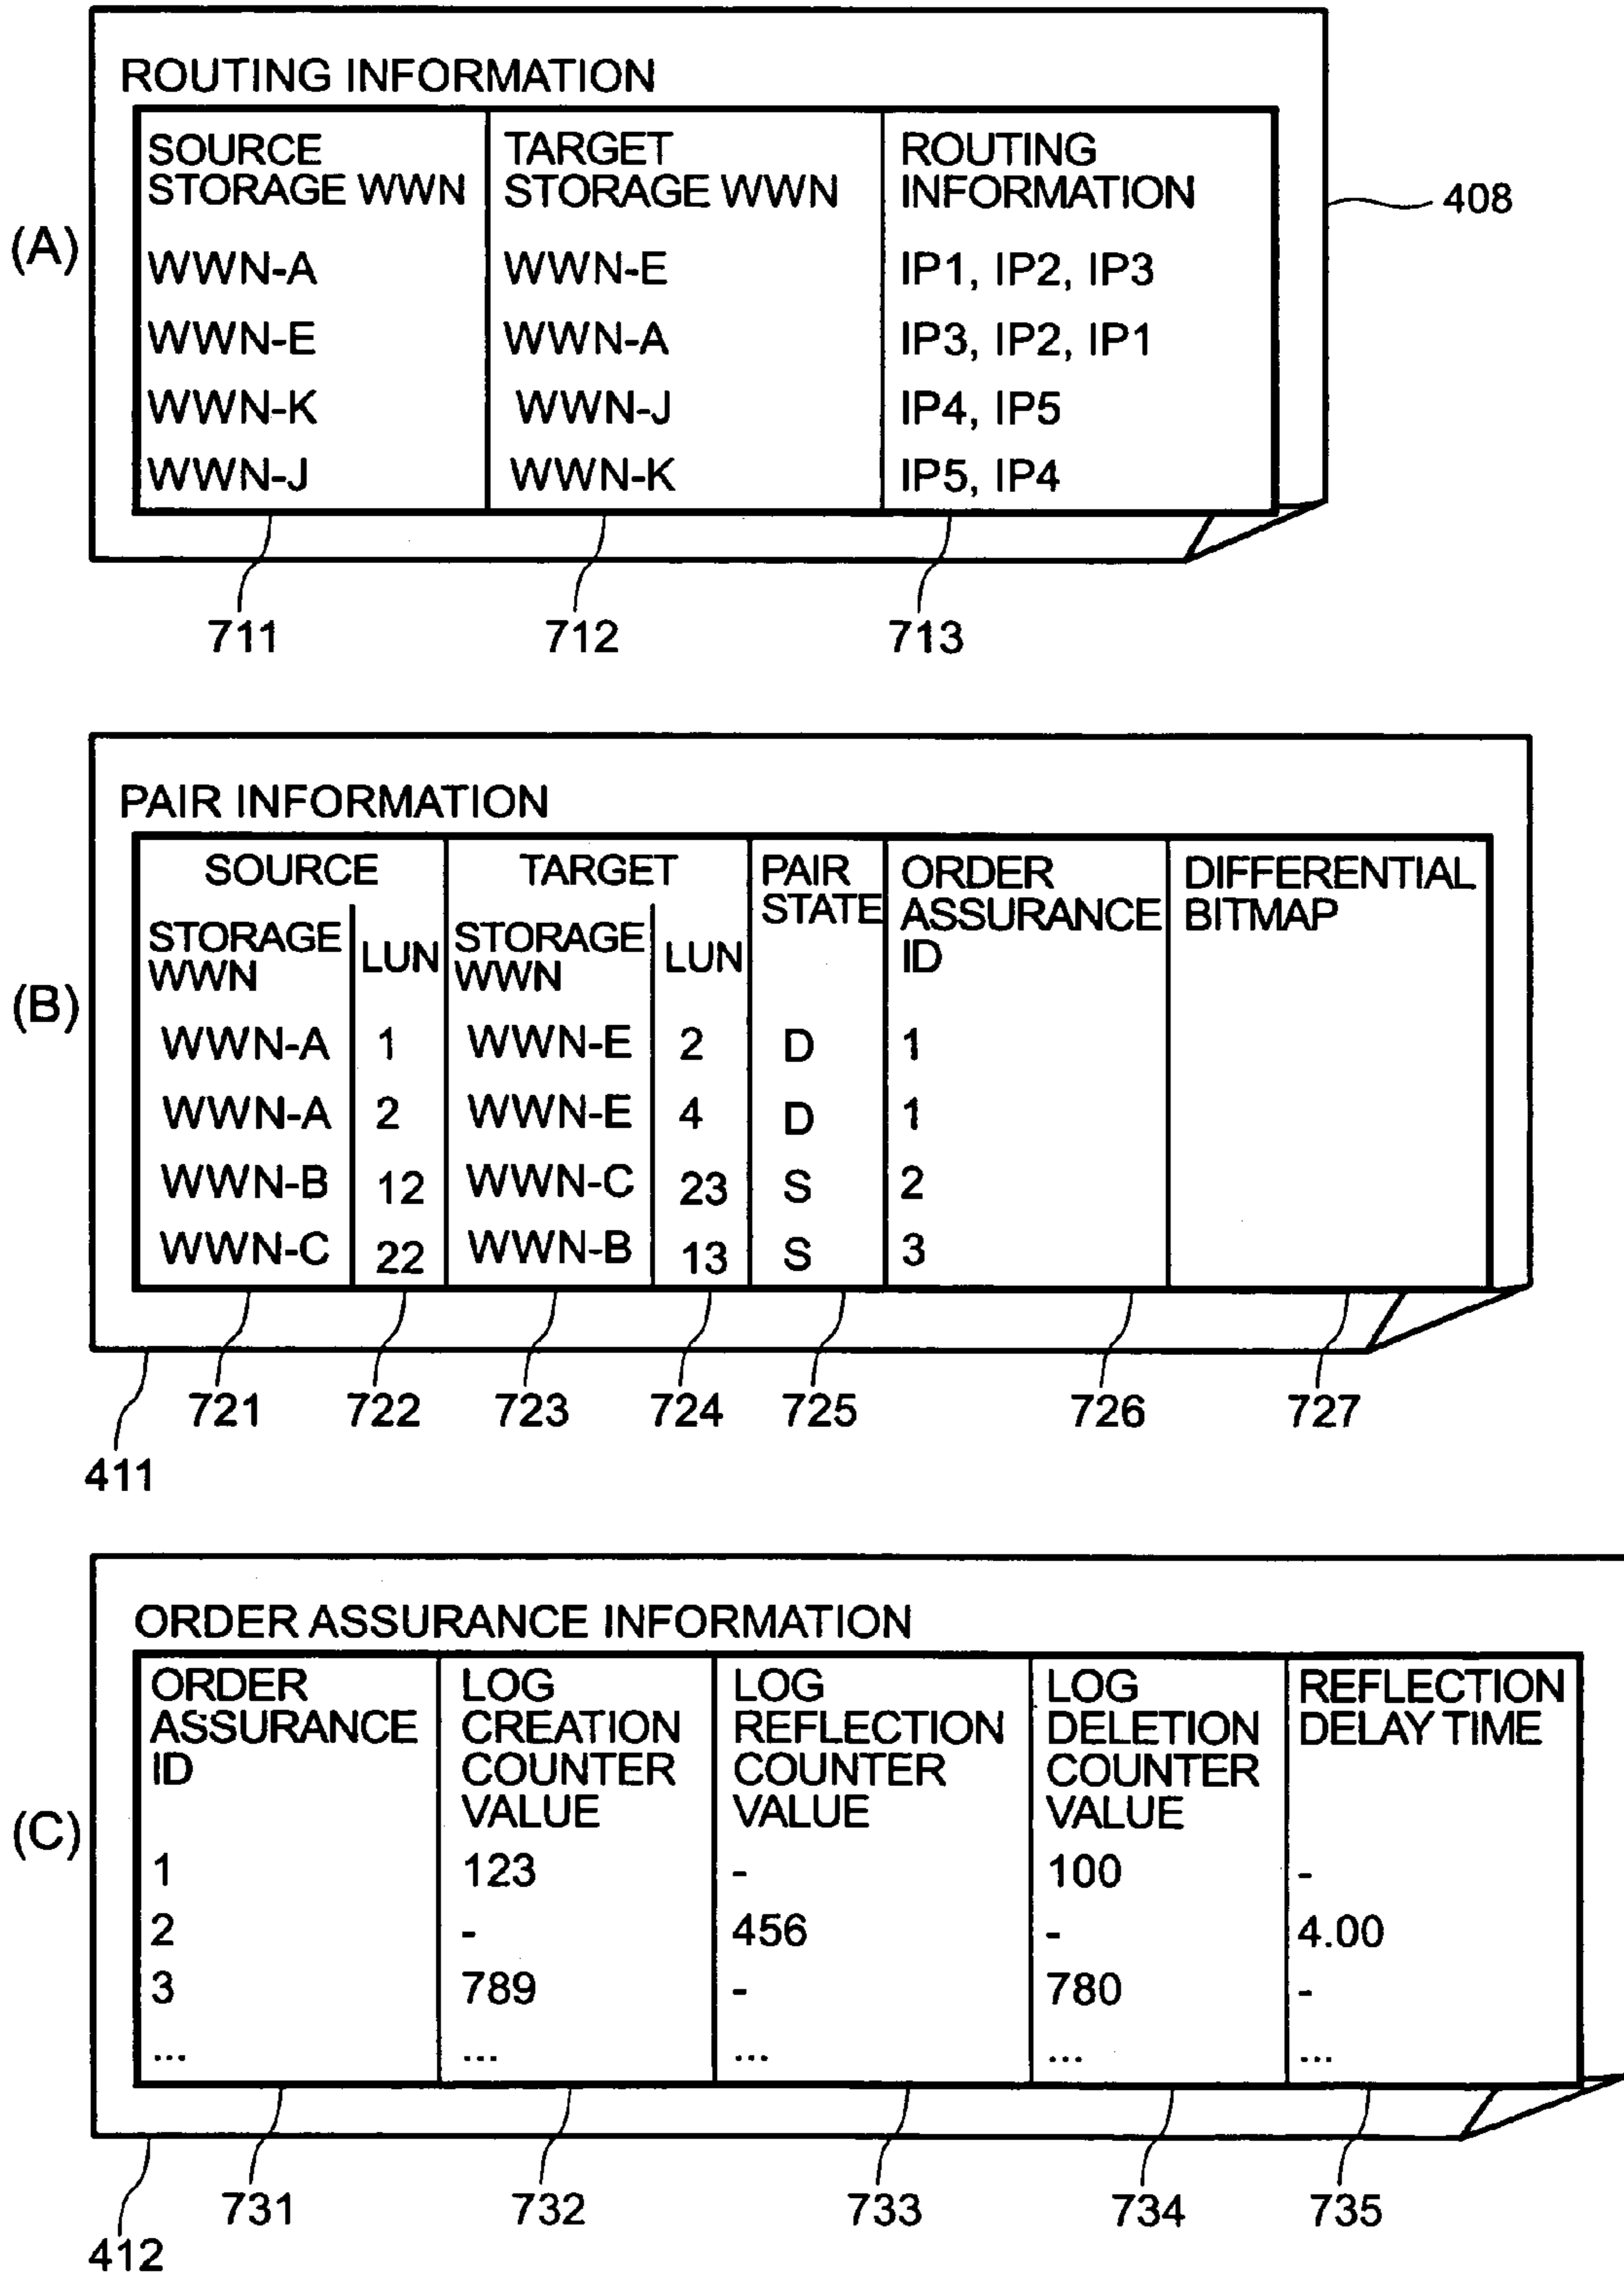 ROUTING INFORMATION
SOURCE STORAGE WWN TARGET STORAGE WWN ROUTING INFORMATION
408
(A)
WWN-A WWN-E IP1, IP2, IP3
WWN-E WWN-A IP3, IP2, IP1
WWN-K WWN-J IP4, IP5
WWN-J WWN-K IP5, IP4
711 712 713
PAIR INFORMATION
SOURCE TARGET PAIR STATE ORDER ASSURANCE ID DIFFERENTIAL BITMAP
STORAGE WWN LUN STORAGE WWN LUN
(B)
WWN-A 1 WWN-E 2 D 1
WWN-A 2 WWN-E 4 D 1
WWN-B 12 WWN-C 23 S 2
WWN-C 22 WWN-B 13 S 3
721 722 723 724 725 726 727
411
ORDER ASSURANCE INFORMATION
ORDER ASSURANCE ID LOG CREATION COUNTER VALUE LOG REFLECTION COUNTER VALUE LOG DELETION COUNTER VALUE REFLECTION DELAY TIME
(C)
1 123 - 100 -
2 - 456 - 4.00
3 789 - 780 -
... ... ... ... ...
731 732 733 734 735
412